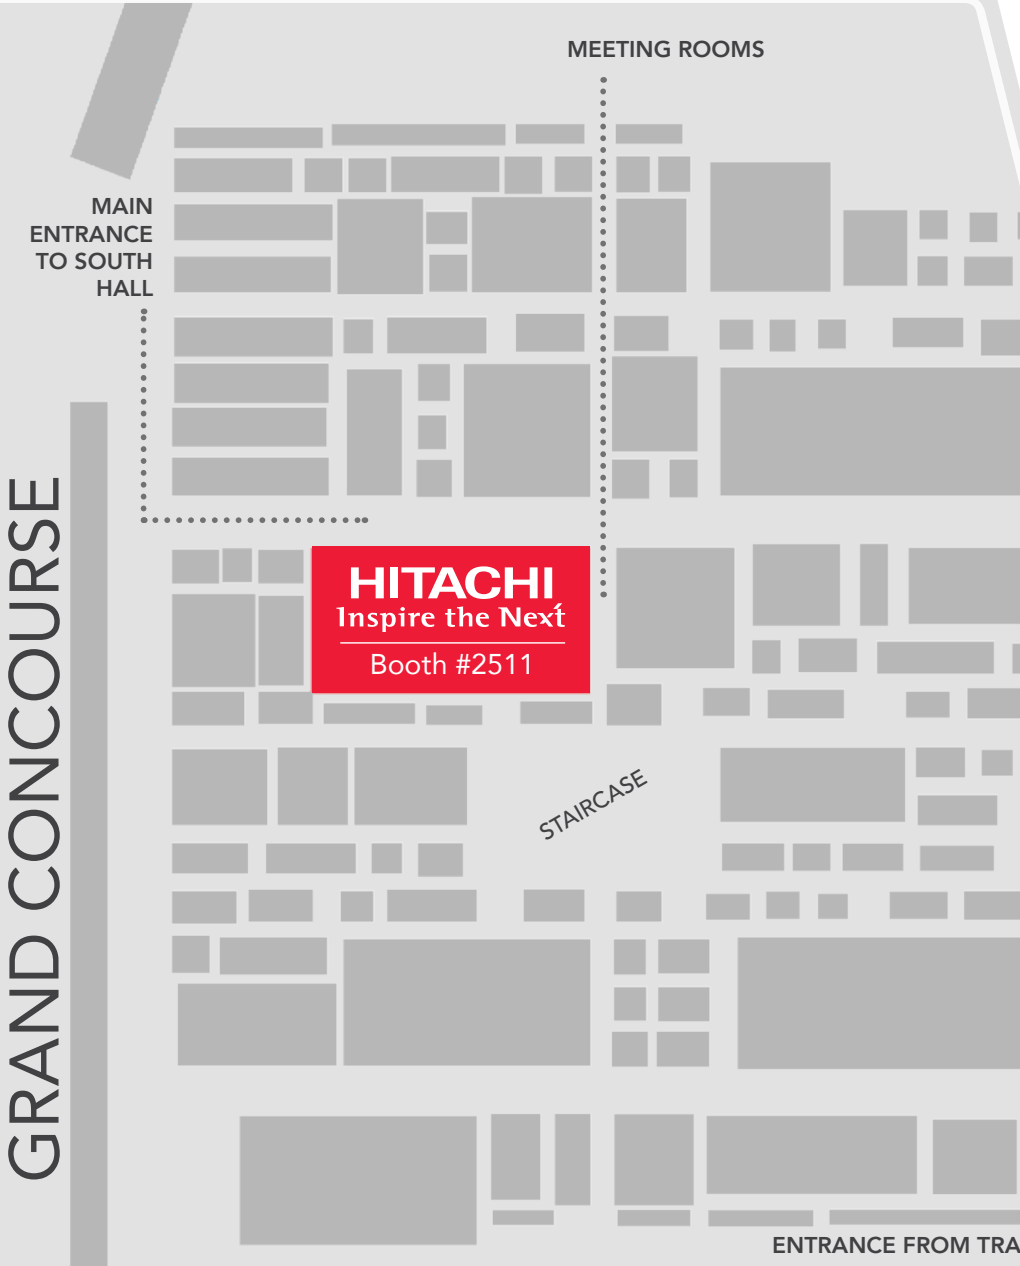 MEETING ROOMS
MAIN
ENTRANCE
TO SOUTH
HALL
GRAND CONCOURSE
HITACHI
Inspire the Next
Booth #2511
STAIRCASE
ENTRANCE FROM TRA